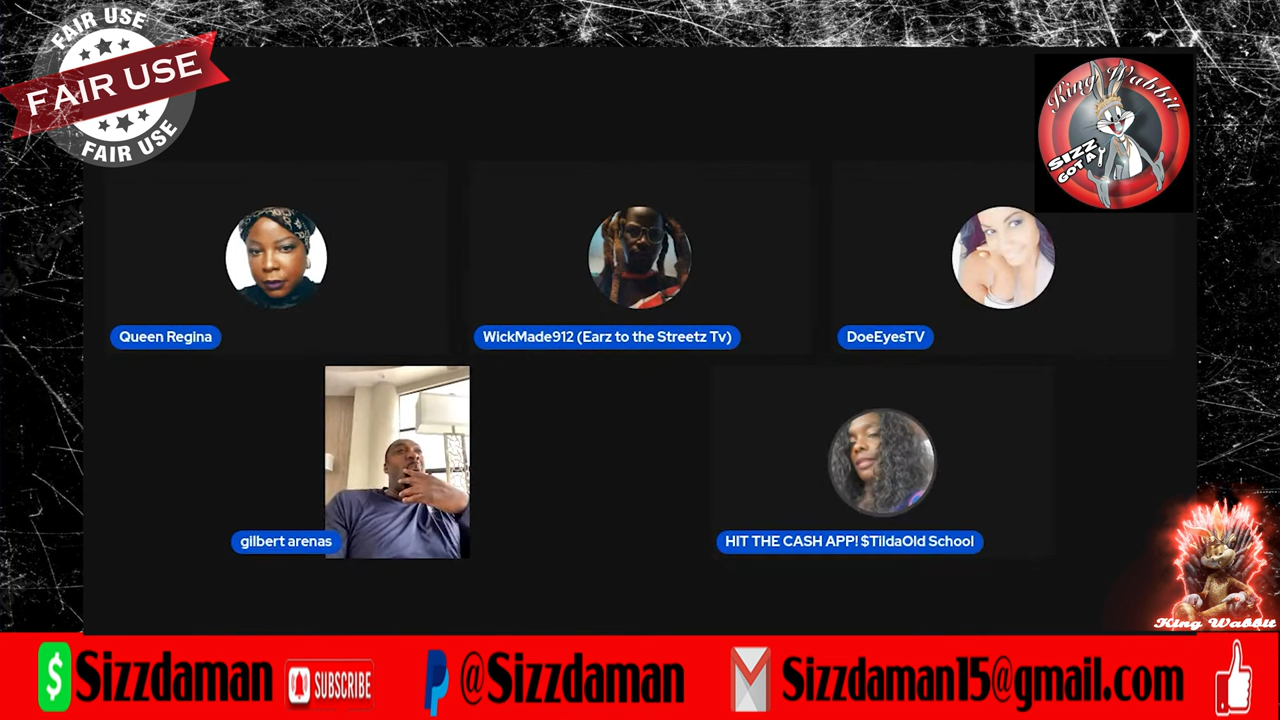 FAIR USE
FAIR USE
FAIR USE
King Wabbit
SIZZ
GOT A
Queen Regina
WickMade912 (Earz to the Streetz Tv)
DoeEyesTV
gilbert arenas
HIT THE CASH APP! $TildaOld School
King Wabbit
$ Sizzdaman
SUBSCRIBE
@Sizzdaman
Sizzdaman15@gmail.com